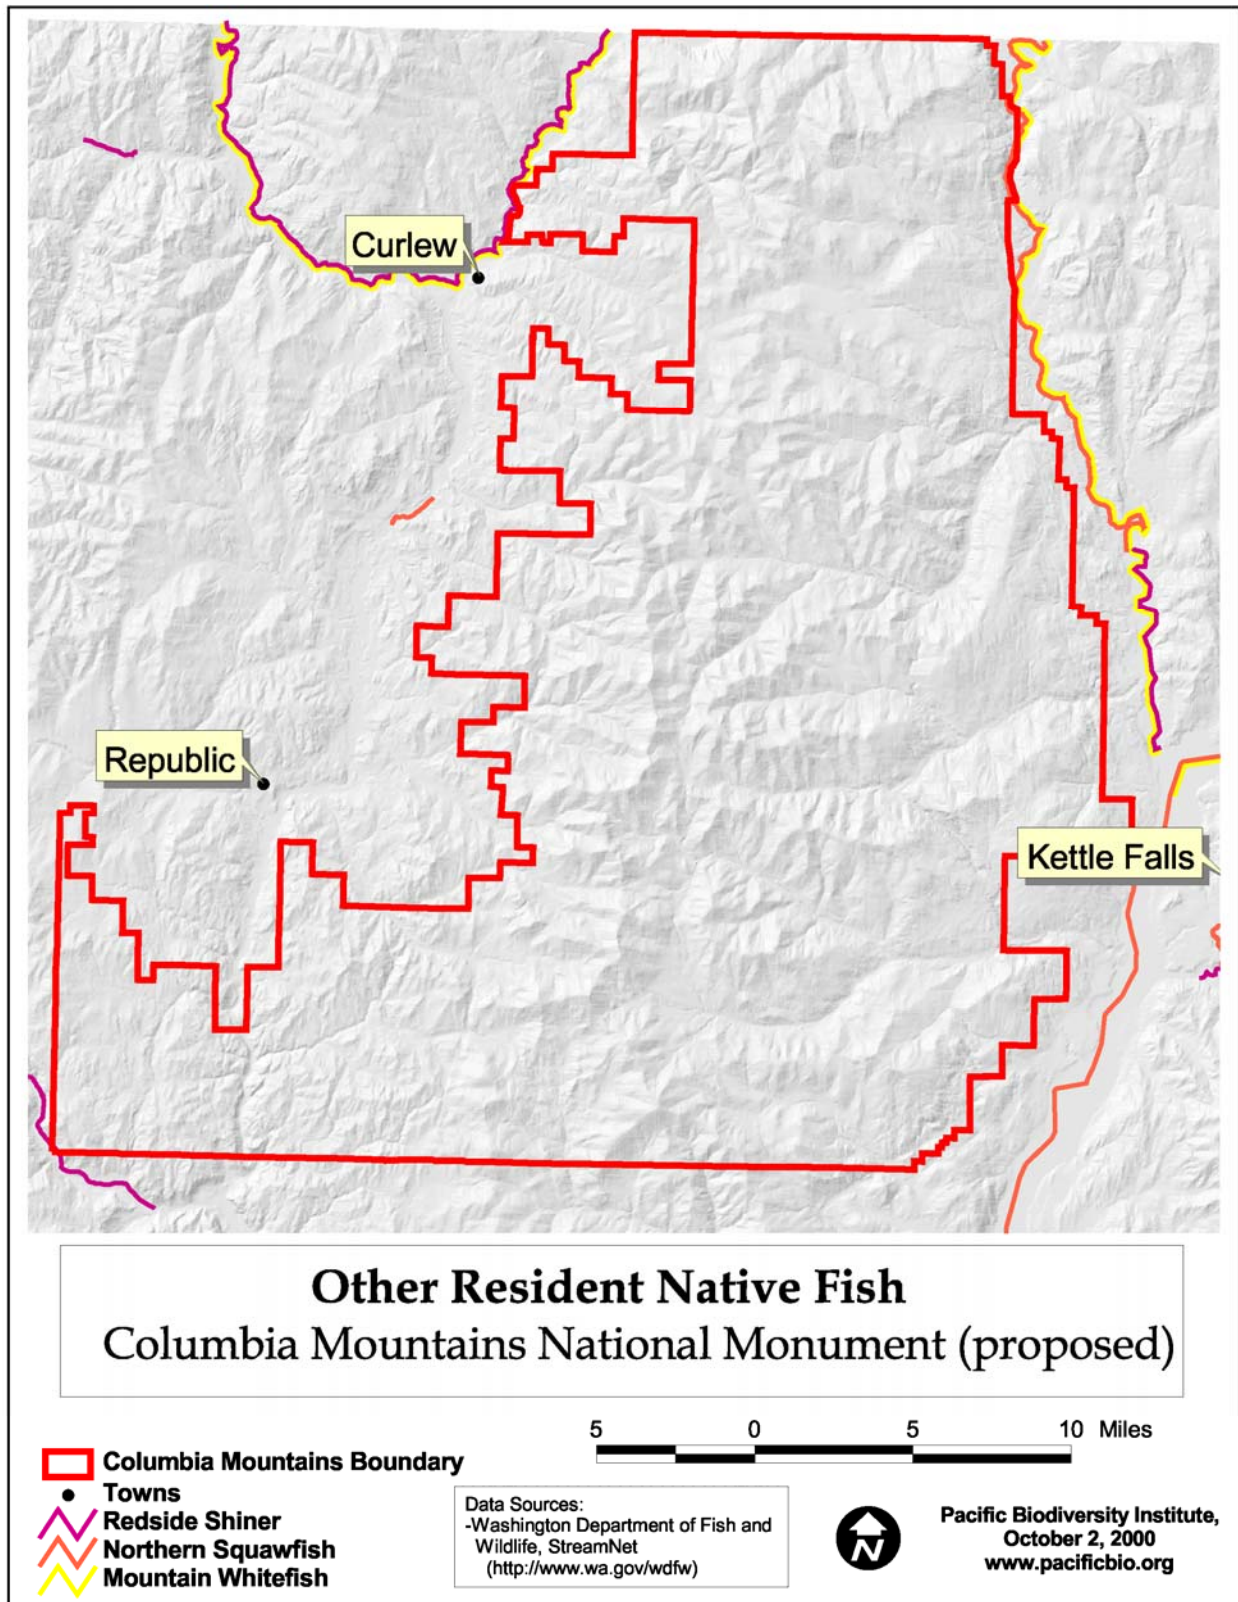 Curlew
Republic
Kettle Falls
Other Resident Native Fish
Columbia Mountains National Monument (proposed)
5 0 5 10 Miles
Columbia Mountains Boundary
Towns
Redside Shiner
Northern Squawfish
Mountain Whitefish
Data Sources:
-Washington Department of Fish and
Wildlife, StreamNet
(http://www.wa.gov/wdfw)
N
Pacific Biodiversity Institute,
October 2, 2000
www.pacificbio.org